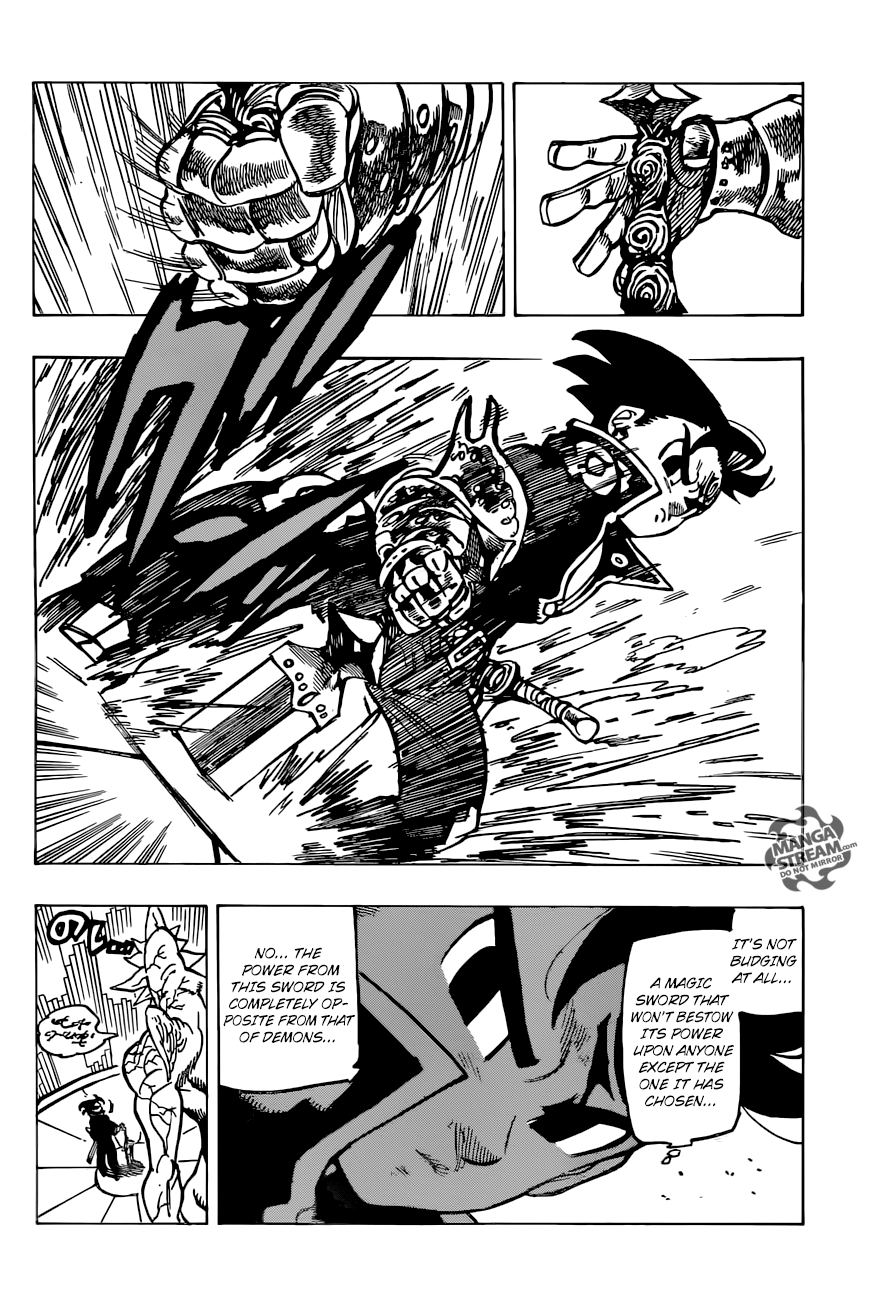 IT'S NOT
BUDGING
AT ALL...
A MAGIC
SWORD THAT
WON'T BESTOW
ITS POWER
UPON ANYONE
EXCEPT THE
ONE IT HAS
CHOSEN...
NO... THE
POWER FROM
THIS SWORD IS
COMPLETELY OP-
POSITE FROM THAT
OF DEMONS...
MANGA
STREAM.com
DO NOT MIRROR